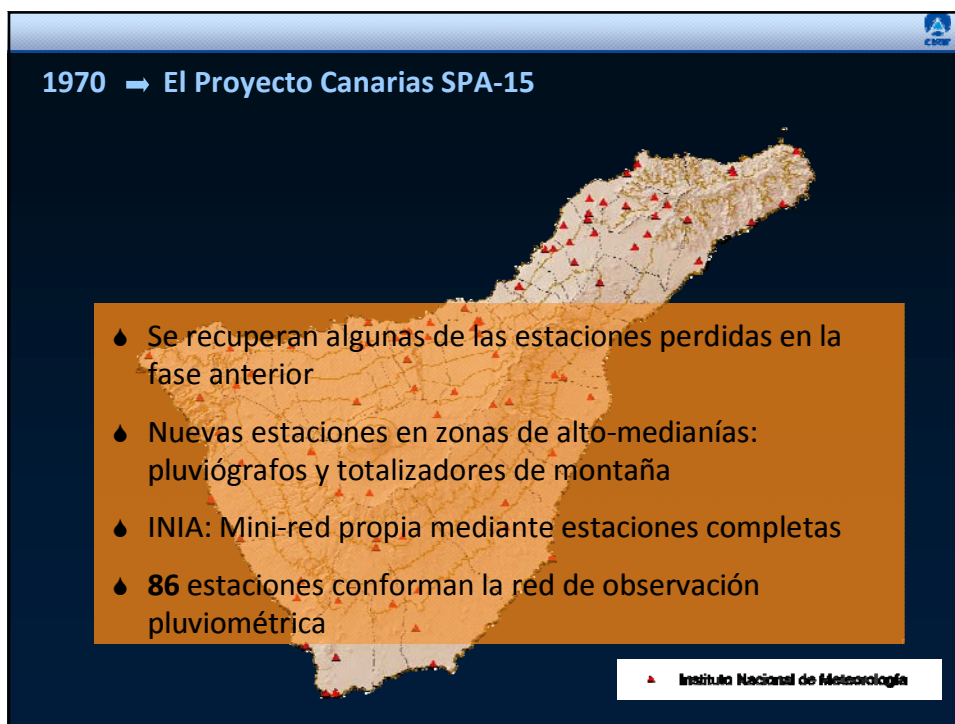 1970 ➡ El Proyecto Canarias SPA-15
Se recuperan algunas de las estaciones perdidas en la
fase anterior
Nuevas estaciones en zonas de alto-medianías:
pluviógrafos y totalizadores de montaña
INIA: Mini-red propia mediante estaciones completas
86 estaciones conforman la red de observación
pluviométrica
Instituto Nacional de Meteorología